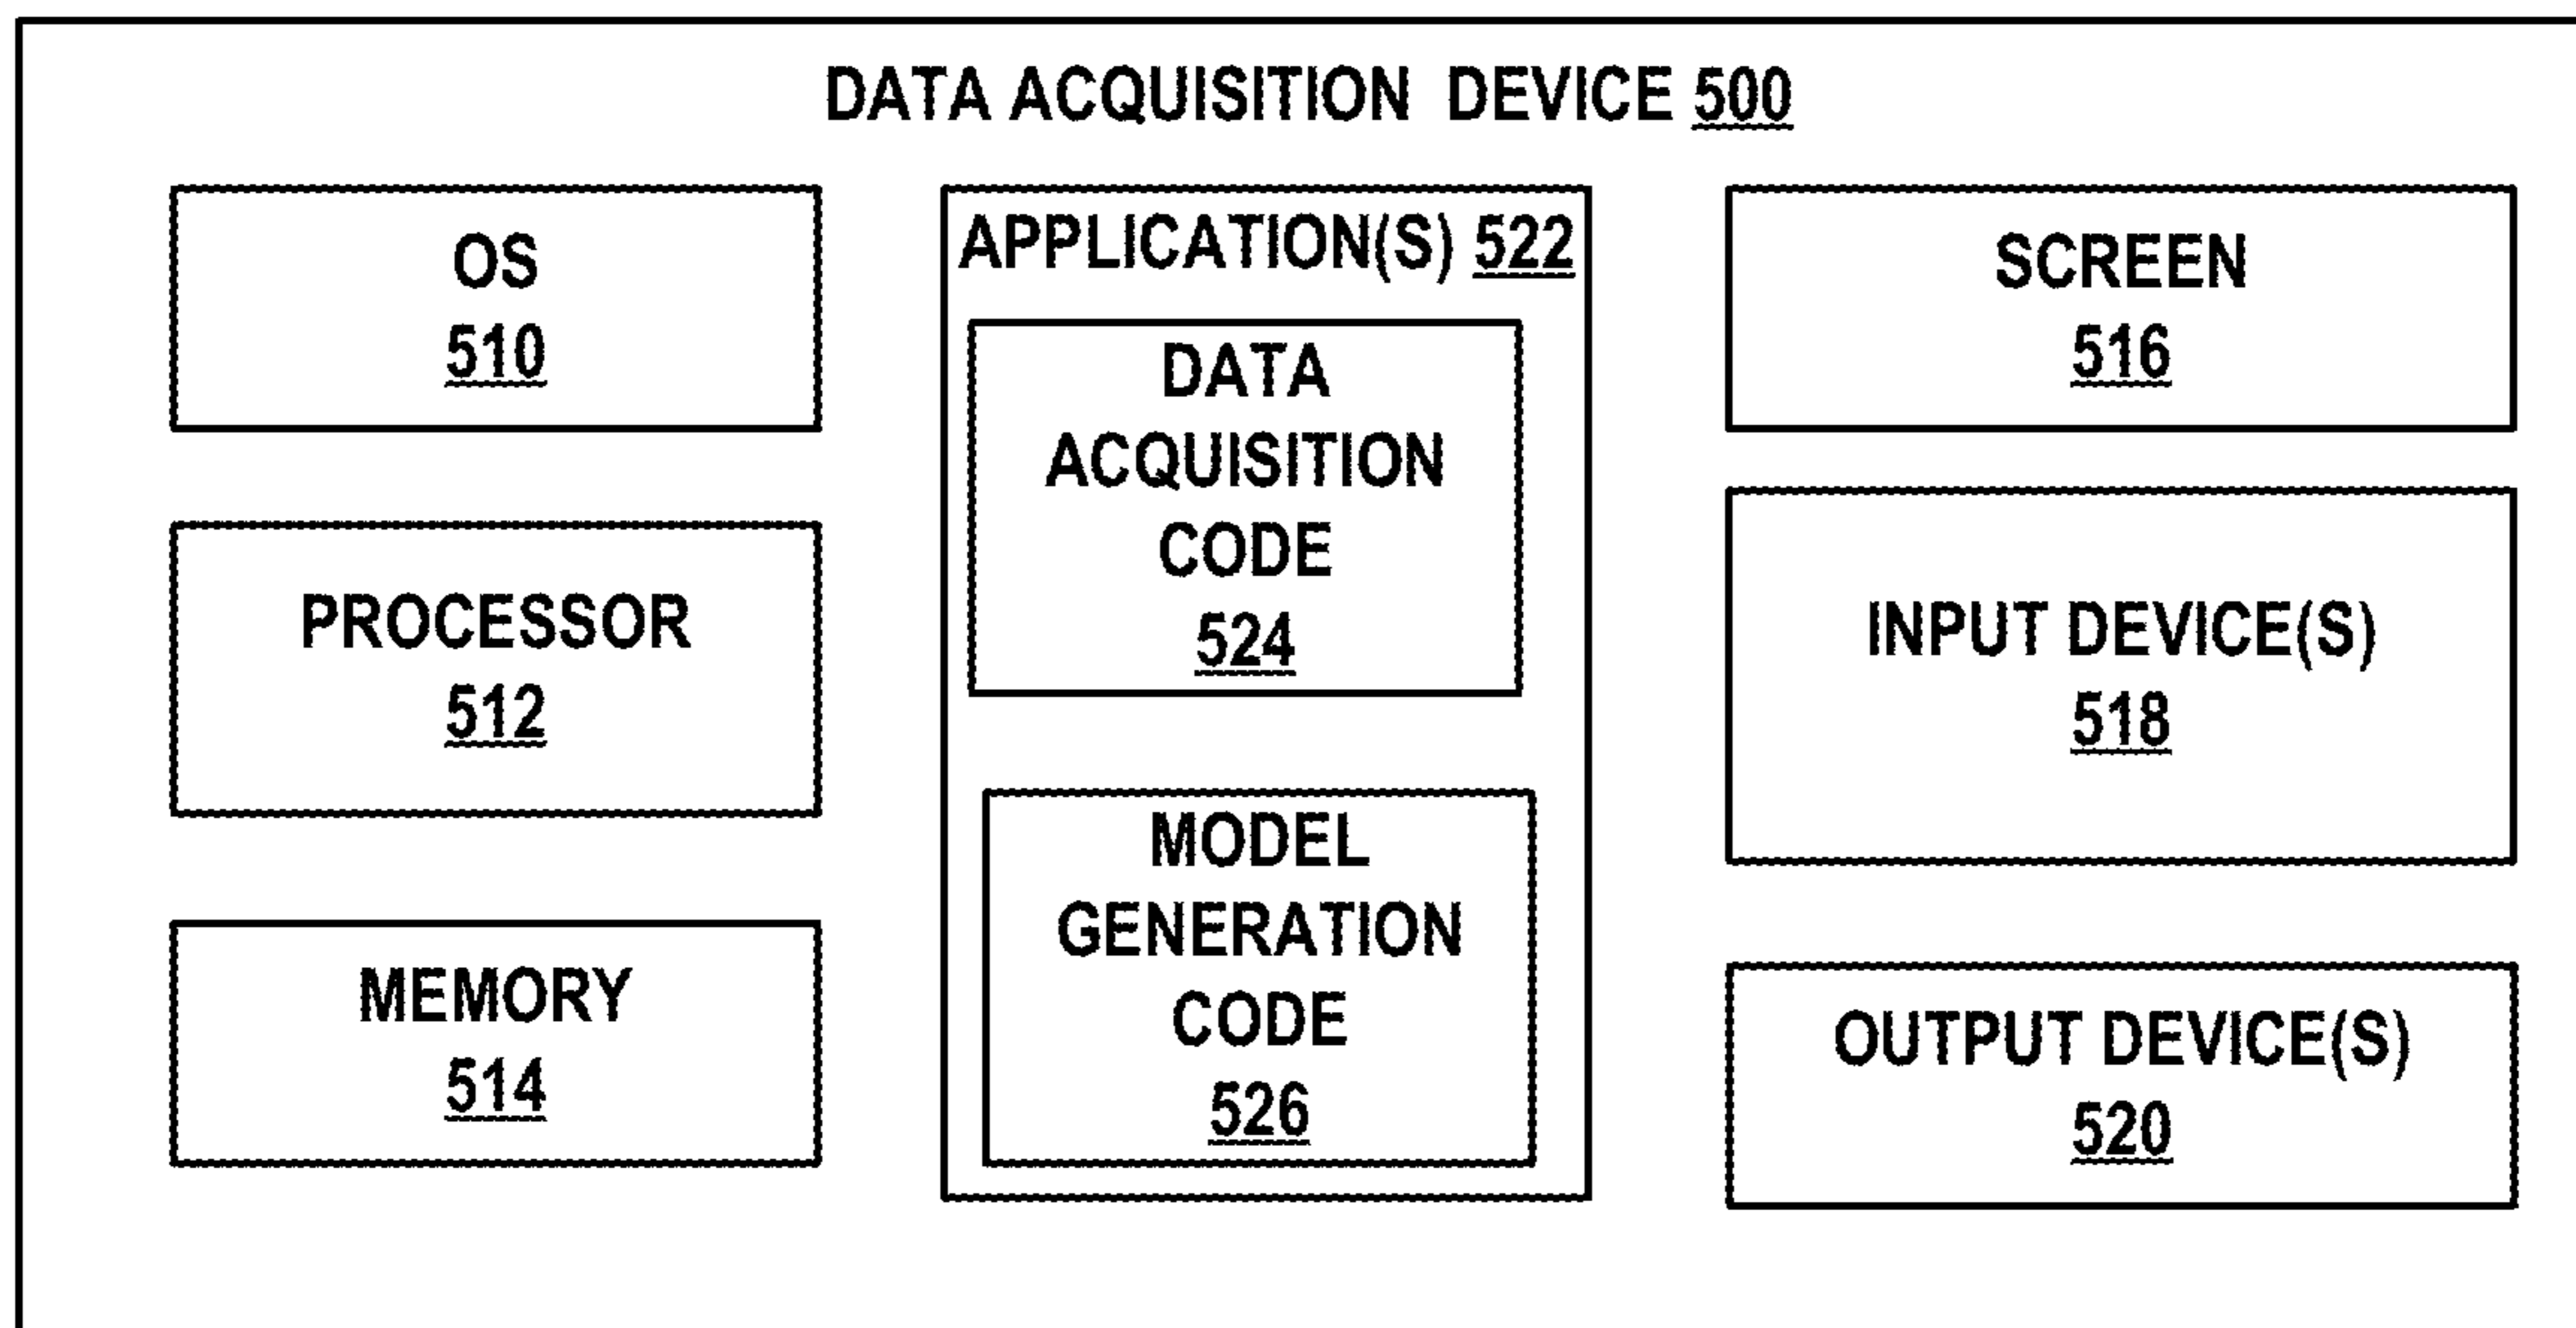 DATA ACQUISITION DEVICE 500
OS
510
PROCESSOR
512
MEMORY
514
APPLICATION(S) 522
DATA
ACQUISITION
CODE
524
MODEL
GENERATION
CODE
526
SCREEN
516
INPUT DEVICE(S)
518
OUTPUT DEVICE(S)
520